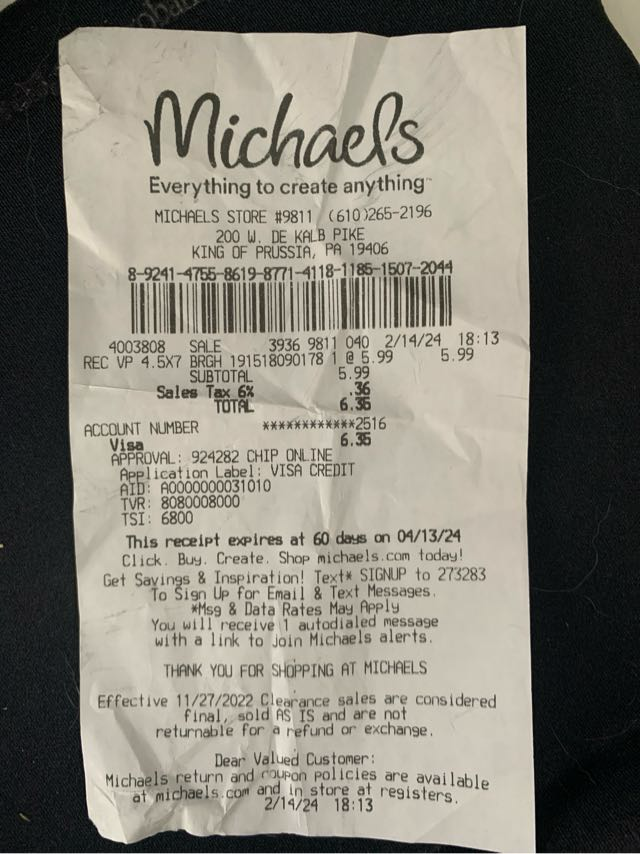 Michaels
Everything to create anything™
MICHAELS STORE #9811 (610)265-2196
200 W. DE KALB PIKE
KING OF PRUSSIA, PA 19406
8-9241-4755-8619-8771-4118-1185-1507-2044
4003808 SALE 3936 9811 040 2/14/24 18:13
REC VP 4.5X7 BRGH 191518090178 1 @ 5.99 5.99
SUBTOTAL 5.99
Sales Tax 6% .36
TOTAL 6.35
ACCOUNT NUMBER ************2516
Visa 6.35
APPROVAL: 924282 CHIP ONLINE
Application Label: VISA CREDIT
AID: A0000000031010
TVR: 8080008000
TSI: 6800
This receipt expires at 60 days on 04/13/24
Click. Buy. Create. Shop michaels.com today!
Get Savings & Inspiration! Text* SIGNUP to 273283
To Sign Up for Email & Text Messages.
*Msg & Data Rates May Apply
You will receive 1 autodialed message
with a link to join Michaels alerts.
THANK YOU FOR SHOPPING AT MICHAELS
Effective 11/27/2022 Clearance sales are considered
final, sold AS IS and are not
returnable for a refund or exchange.
Dear Valued Customer:
Michaels return and coupon policies are available
at michaels.com and in store at registers.
2/14/24 18:13